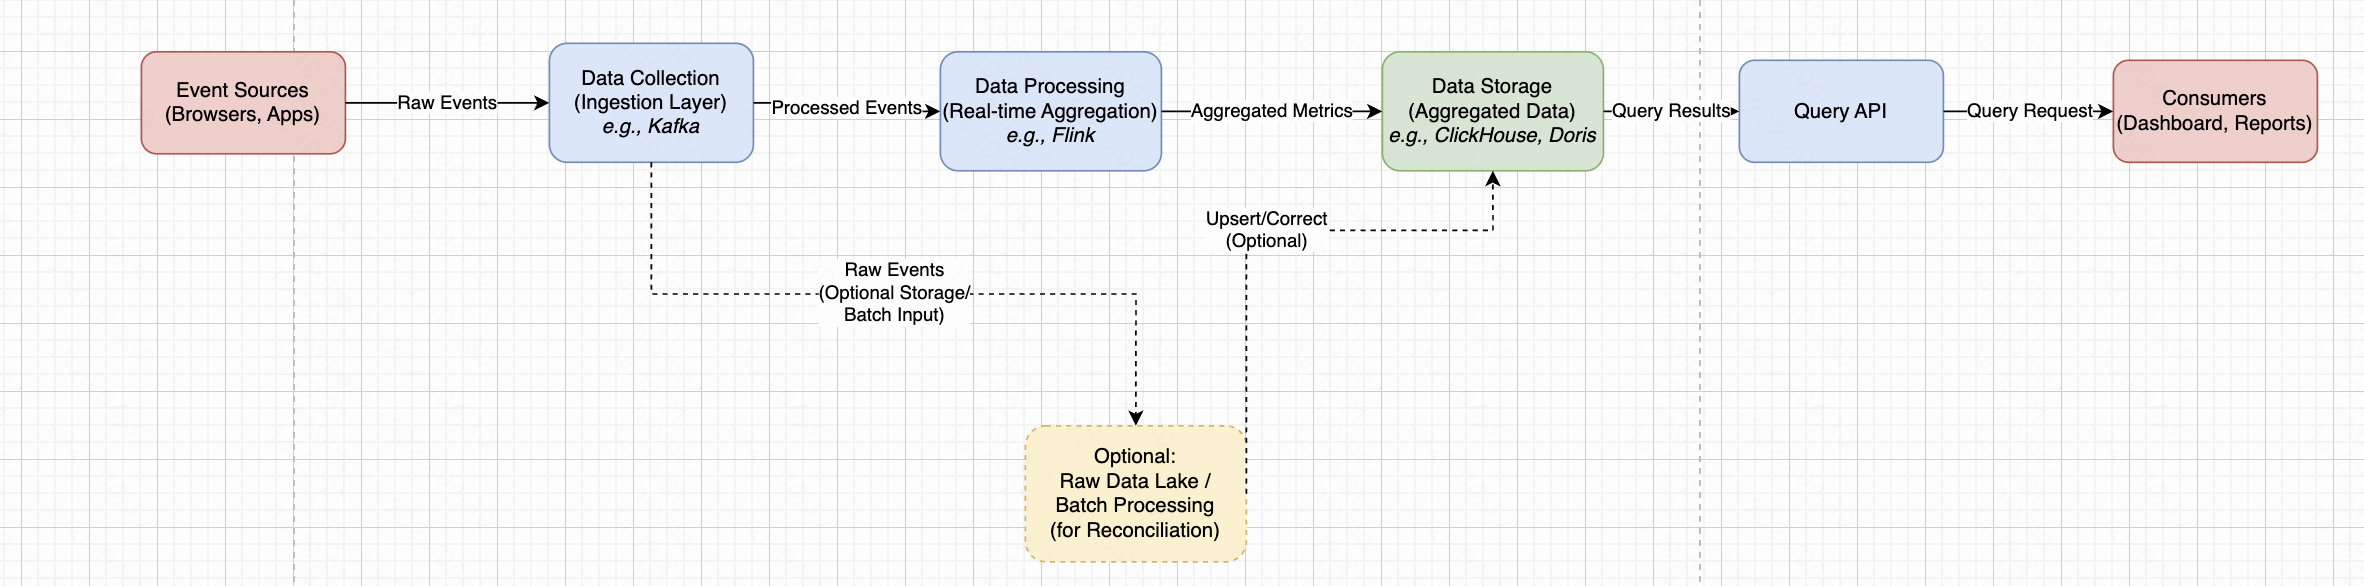 Event Sources
(Browsers, Apps)
Raw Events
Data Collection
(Ingestion Layer)
e.g., Kafka
Processed Events
Data Processing
(Real-time Aggregation)
e.g., Flink
Aggregated Metrics
Data Storage
(Aggregated Data)
e.g., ClickHouse, Doris
Query Results
Query API
Query Request
Consumers
(Dashboard, Reports)
Upsert/Correct
(Optional)
Raw Events
(Optional Storage/
Batch Input)
Optional:
Raw Data Lake /
Batch Processing
(for Reconciliation)